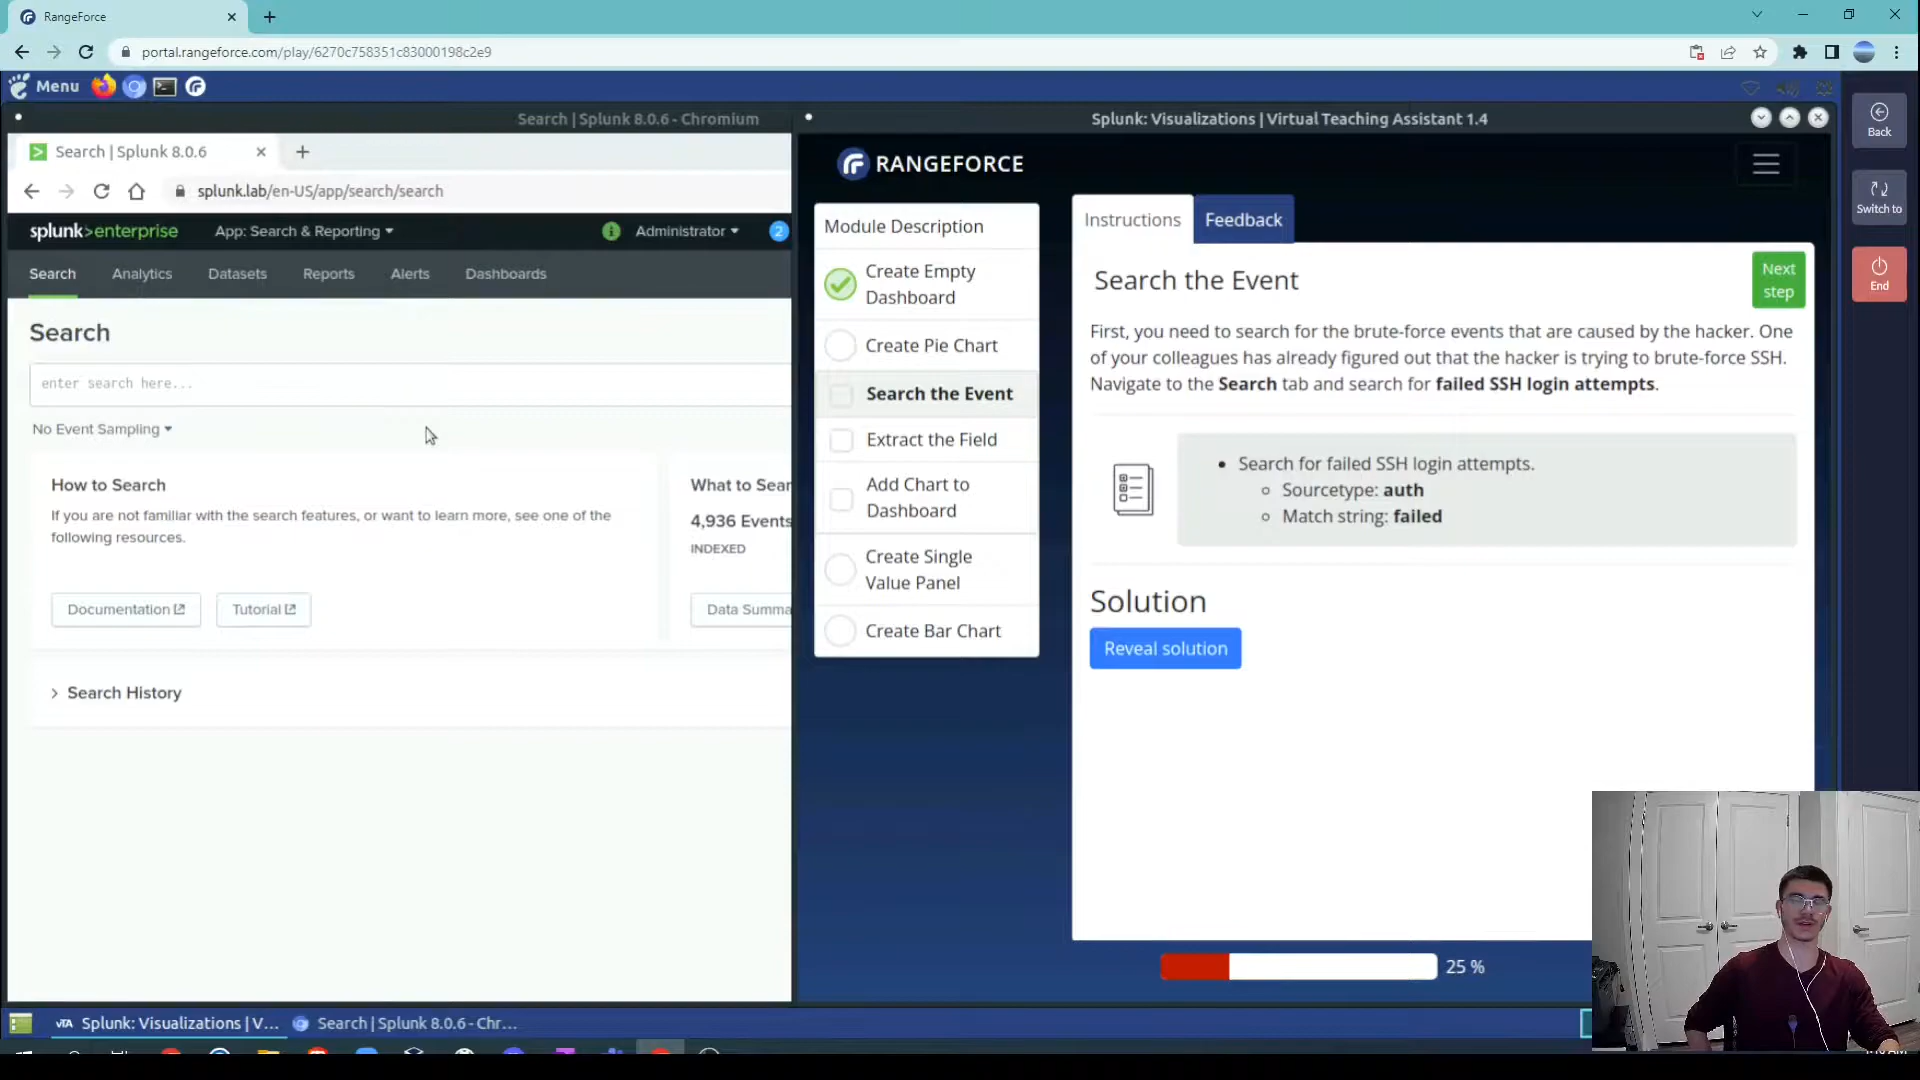 RangeForce
portal.rangeforce.com/play/6270c758351c83000198c2e9
Menu
Search | Splunk 8.0.6 - Chromium
Search | Splunk 8.0.6
splunk.lab/en-US/app/search/search
splunk>enterprise
App: Search & Reporting
Administrator
2
Search
Analytics
Datasets
Reports
Alerts
Dashboards
Search
enter search here...
No Event Sampling
How to Search
If you are not familiar with the search features, or want to learn more, see one of the
following resources.
Documentation
Tutorial
What to Sear
4,936 Events
INDEXED
Data Summa
Search History
Splunk: Visualizations | Virtual Teaching Assistant 1.4
RANGEFORCE
Module Description
Create Empty
Dashboard
Create Pie Chart
Search the Event
Extract the Field
Add Chart to
Dashboard
Create Single
Value Panel
Create Bar Chart
Instructions
Feedback
Search the Event
Next
step
First, you need to search for the brute-force events that are caused by the hacker. One
of your colleagues has already figured out that the hacker is trying to brute-force SSH.
Navigate to the Search tab and search for failed SSH login attempts.
Search for failed SSH login attempts.
Sourcetype: auth
Match string: failed
Solution
Reveal solution
25 %
Back
Switch to
End
vTA Splunk: Visualizations | V...
Search | Splunk 8.0.6 - Chr...